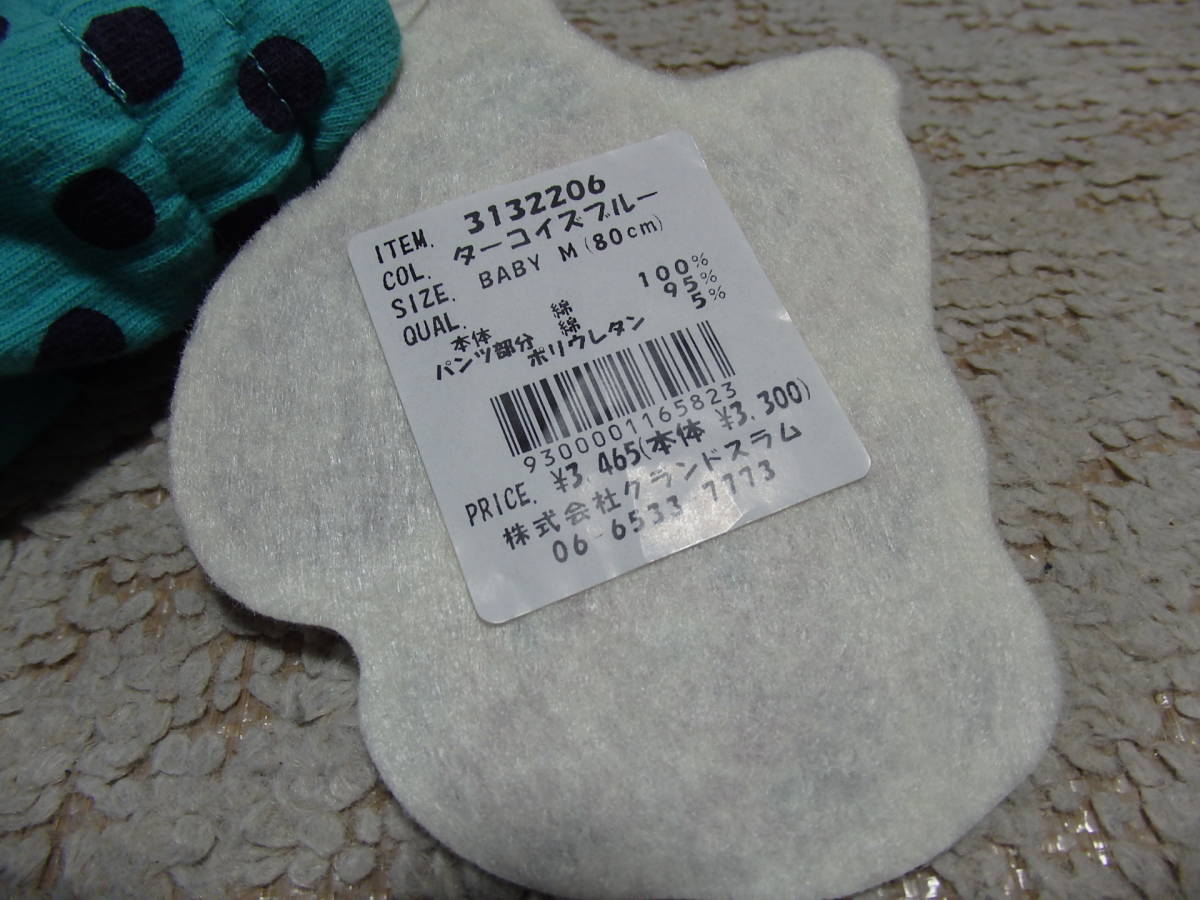 ITEM. 3132206
COL. ターコイズブルー
SIZE. BABY M(80cm)
QUAL.
本体 綿 100%
パンツ部分 綿 95%
ポリウレタン 5%
9300001165823
PRICE. ¥3,465(本体 ¥3,300)
株式会社グランドスラム
06-6533-7773